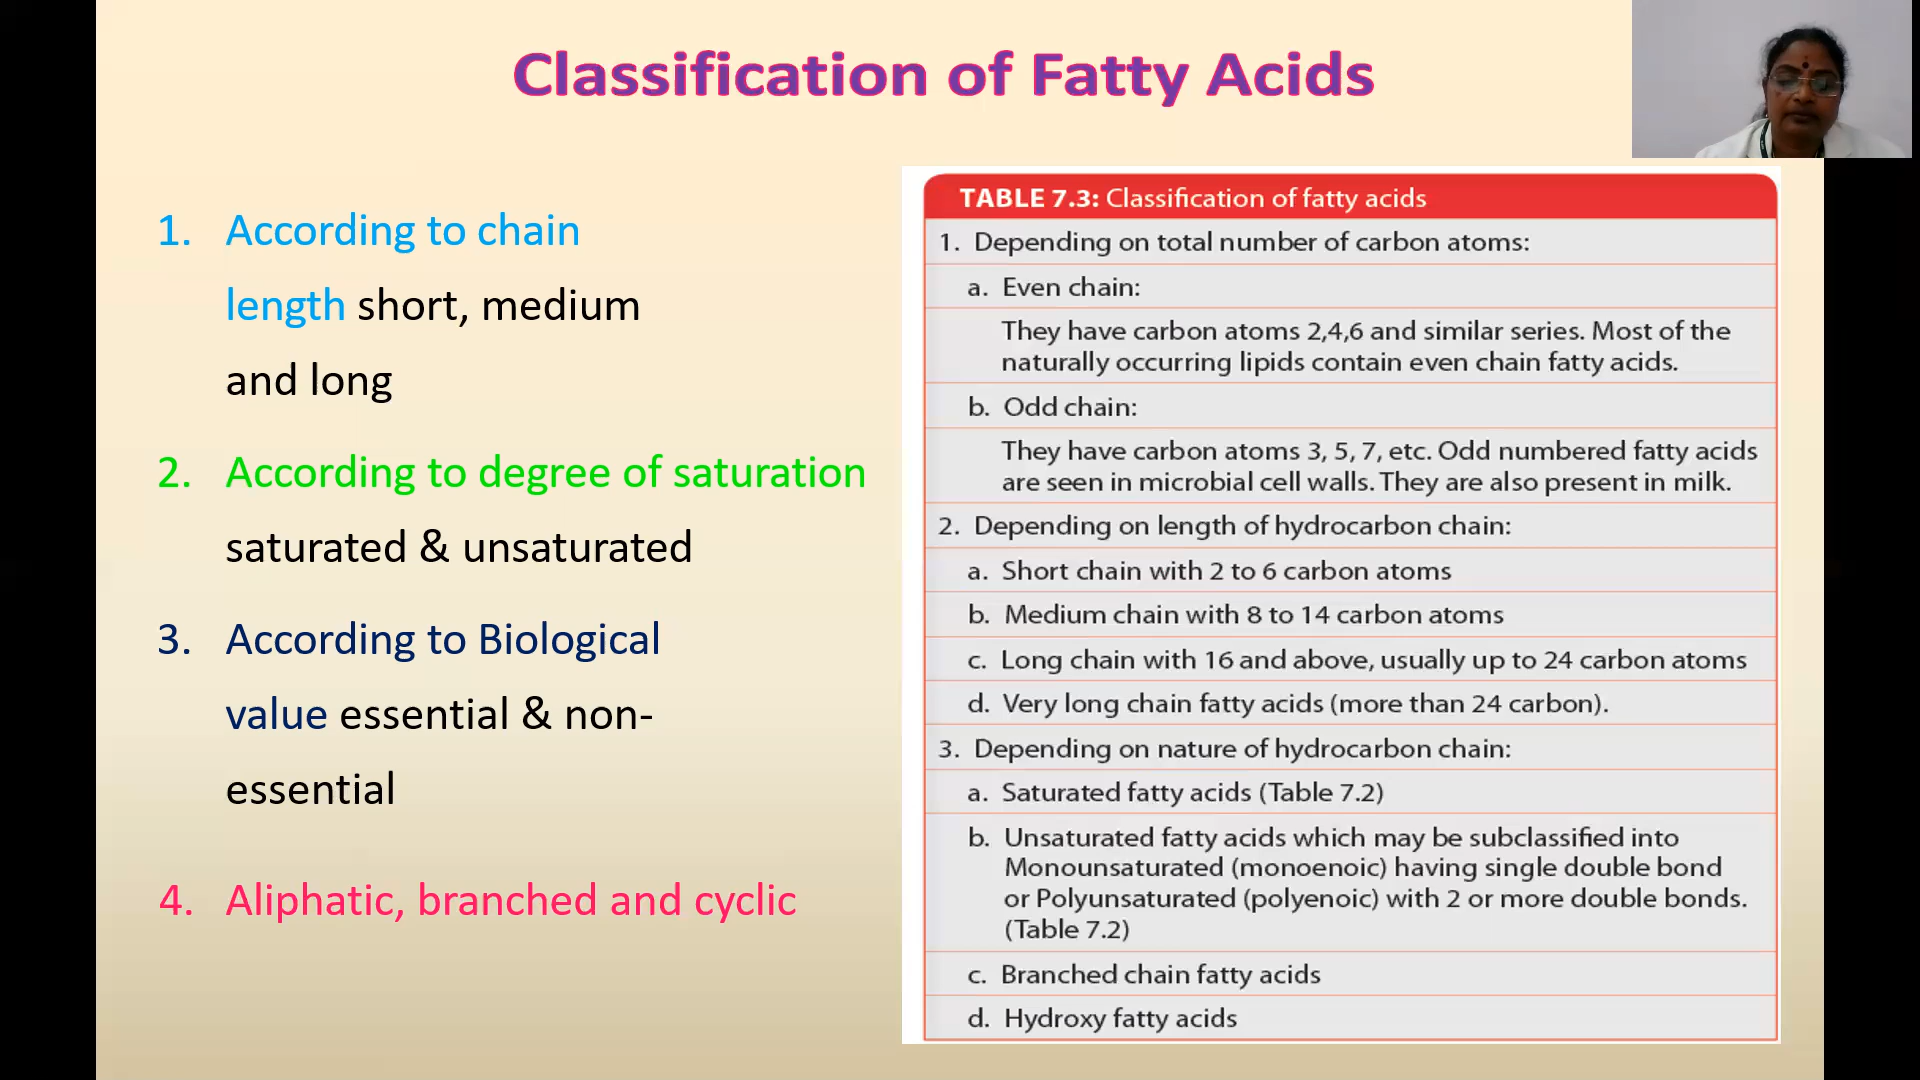 Classification of Fatty Acids
1. According to chain
length short, medium
and long
2. According to degree of saturation
saturated & unsaturated
3. According to Biological
value essential & non-
essential
4. Aliphatic, branched and cyclic
TABLE 7.3: Classification of fatty acids
1. Depending on total number of carbon atoms:
a. Even chain:
They have carbon atoms 2,4,6 and similar series. Most of the
naturally occurring lipids contain even chain fatty acids.
b. Odd chain:
They have carbon atoms 3, 5, 7, etc. Odd numbered fatty acids
are seen in microbial cell walls. They are also present in milk.
2. Depending on length of hydrocarbon chain:
a. Short chain with 2 to 6 carbon atoms
b. Medium chain with 8 to 14 carbon atoms
c. Long chain with 16 and above, usually up to 24 carbon atoms
d. Very long chain fatty acids (more than 24 carbon).
3. Depending on nature of hydrocarbon chain:
a. Saturated fatty acids (Table 7.2)
b. Unsaturated fatty acids which may be subclassified into
Monounsaturated (monoenoic) having single double bond
or Polyunsaturated (polyenoic) with 2 or more double bonds.
(Table 7.2)
c. Branched chain fatty acids
d. Hydroxy fatty acids